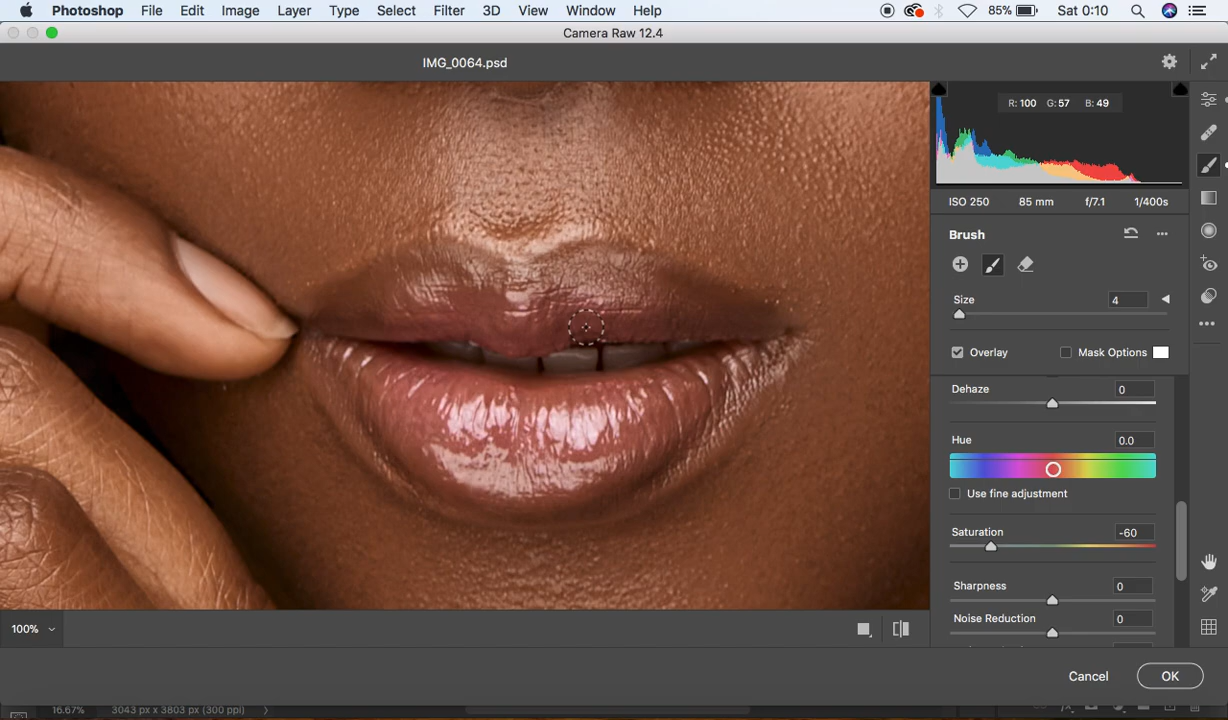 Photoshop File Edit Image Layer Type Select Filter 3D View Window Help 85% Sat 0:10
Camera Raw 12.4
IMG_0064.psd
R: 100 G: 57 B: 49
ISO 250 85 mm f/7.1 1/400s
Brush
Size 4
Overlay Mask Options
Dehaze 0
Hue 0.0
Use fine adjustment
Saturation -60
Sharpness 0
Noise Reduction 0
100%
Cancel OK
16.67% 3043 px x 3803 px (300 ppi)